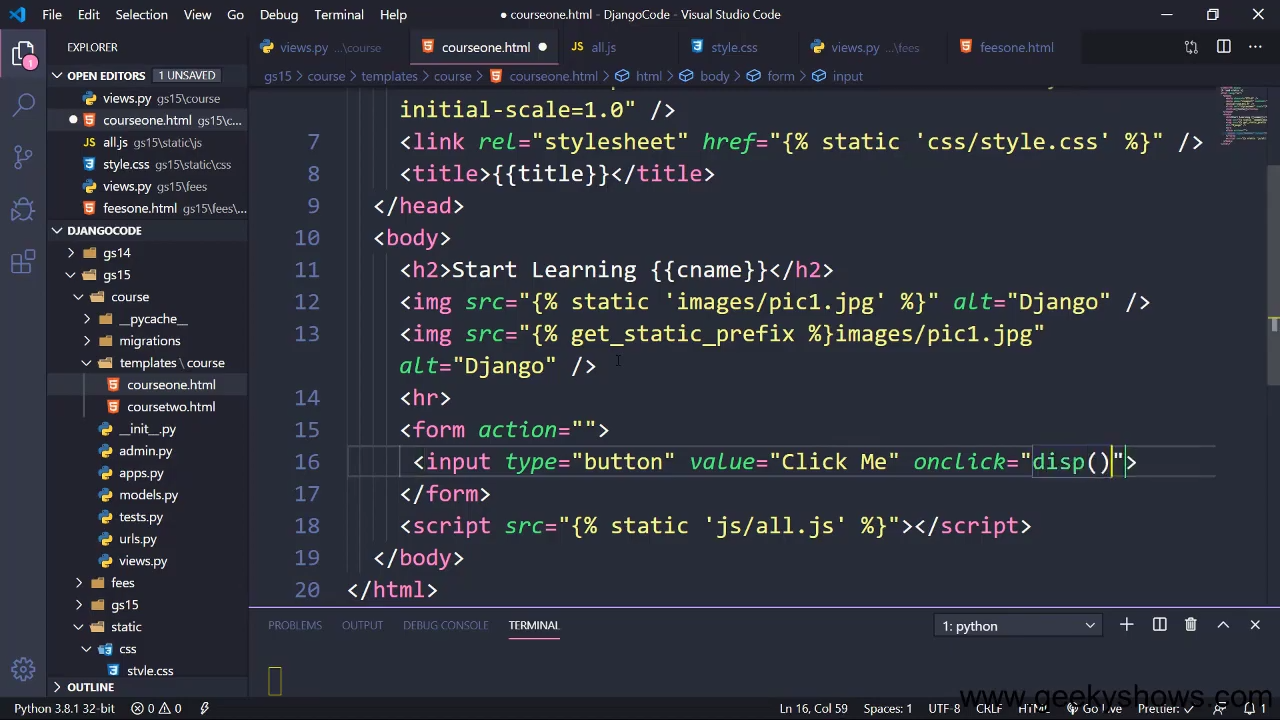 File Edit Selection View Go Debug Terminal Help ● courseone.html - DjangoCode - Visual Studio Code
EXPLORER views.py ...\course courseone.html all.js style.css views.py ...\fees feesone.html
OPEN EDITORS 1 UNSAVED gs15 > course > templates > course > courseone.html > html > body > form > input
views.py gs15\course
courseone.html gs15\c...
all.js gs15\static\js
style.css gs15\static\css
views.py gs15\fees
feesone.html gs15\fees\...
DJANGOCODE
gs14
gs15
course
__pycache__
migrations
templates \ course
courseone.html
coursetwo.html
__init__.py
admin.py
apps.py
models.py
tests.py
urls.py
views.py
fees
gs15
static
css
style.css
OUTLINE
initial-scale=1.0" />
7 <link rel="stylesheet" href="{% static 'css/style.css' %}" />
8 <title>{{title}}</title>
9 </head>
10 <body>
11 <h2>Start Learning {{cname}}</h2>
12 <img src="{% static 'images/pic1.jpg' %}" alt="Django" />
13 <img src="{% get_static_prefix %}images/pic1.jpg"
alt="Django" />
14 <hr>
15 <form action="">
16 <input type="button" value="Click Me" onclick="disp()">
17 </form>
18 <script src="{% static 'js/all.js' %}"></script>
19 </body>
20 </html>
PROBLEMS OUTPUT DEBUG CONSOLE TERMINAL 1: python
www.geekyshows.com
Python 3.8.1 32-bit 0 0 Ln 16, Col 59 Spaces: 1 UTF-8 CRLF HTML Go Live Prettier: ✓ 1